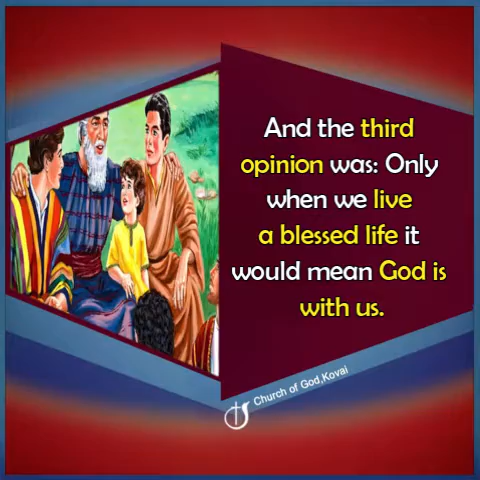 And the third
opinion was: Only
when we live
a blessed life it
would mean God is
with us.
Church of God,Kovai